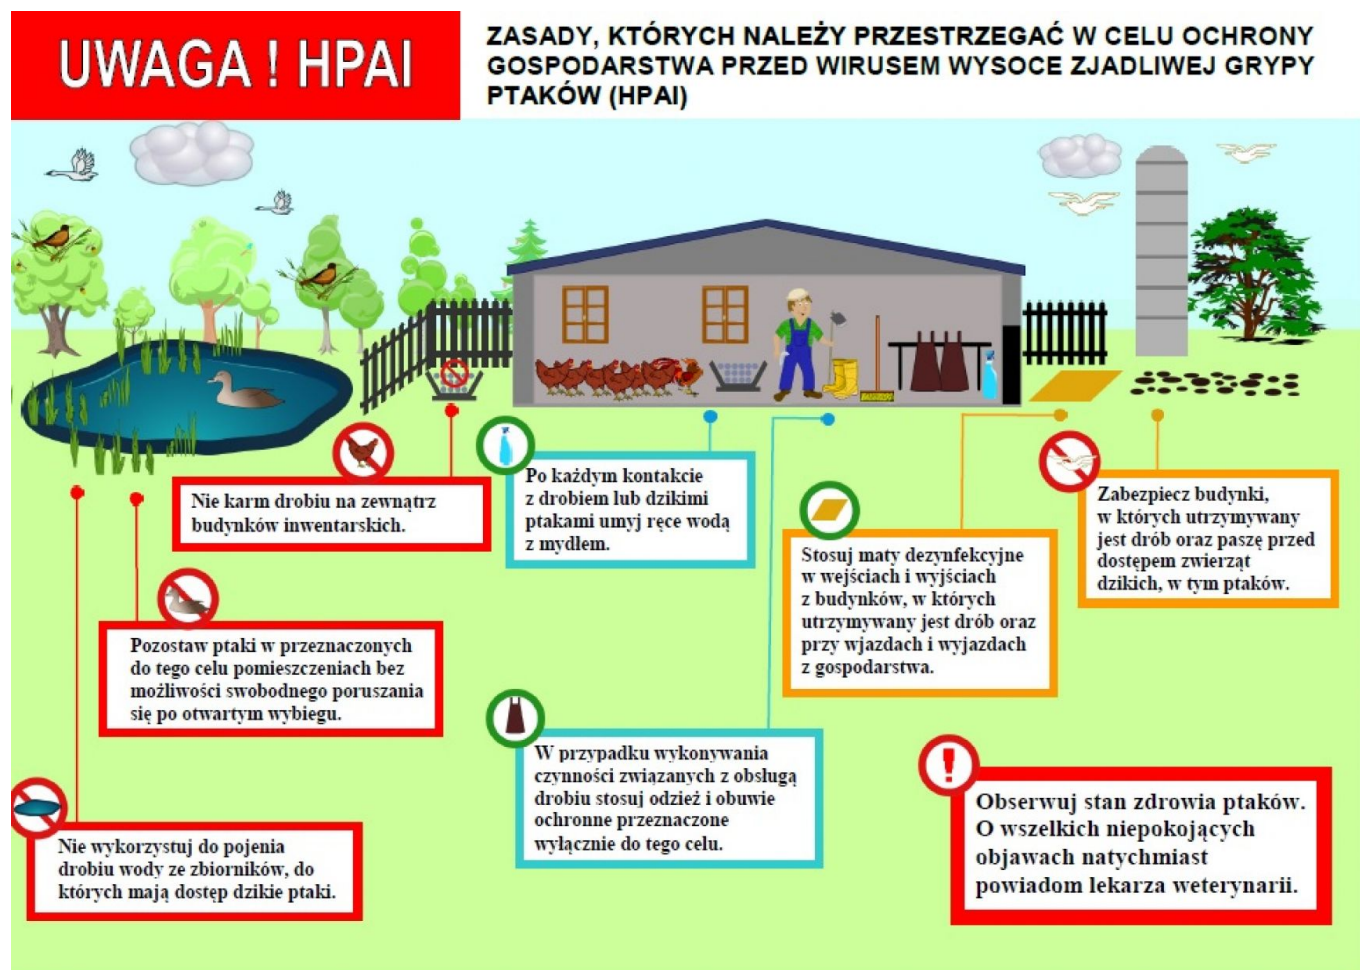 UWAGA ! HPAI
ZASADY, KTÓRYCH NALEŻY PRZESTRZEGAĆ W CELU OCHRONY
GOSPODARSTWA PRZED WIRUSEM WYSOCE ZJADLIWEJ GRYPY
PTAKÓW (HPAI)
Nie karm drobiu na zewnątrz
budynków inwentarskich.
Po każdym kontakcie
z drobiem lub dzikimi
ptakami umyj ręce wodą
z mydłem.
Zabezpiecz budynki,
w których utrzymywany
jest drób oraz paszę przed
dostępem zwierząt
dzikich, w tym ptaków.
Stosuj maty dezynfekcyjne
w wejściach i wyjściach
z budynków, w których
utrzymywany jest drób oraz
przy wjazdach i wyjazdach
z gospodarstwa.
Pozostaw ptaki w przeznaczonych
do tego celu pomieszczeniach bez
możliwości swobodnego poruszania
się po otwartym wybiegu.
W przypadku wykonywania
czynności związanych z obsługą
drobiu stosuj odzież i obuwie
ochronne przeznaczone
wyłącznie do tego celu.
Nie wykorzystuj do pojenia
drobiu wody ze zbiorników, do
których mają dostęp dzikie ptaki.
Obserwuj stan zdrowia ptaków.
O wszelkich niepokojących
objawach natychmiast
powiadom lekarza weterynarii.